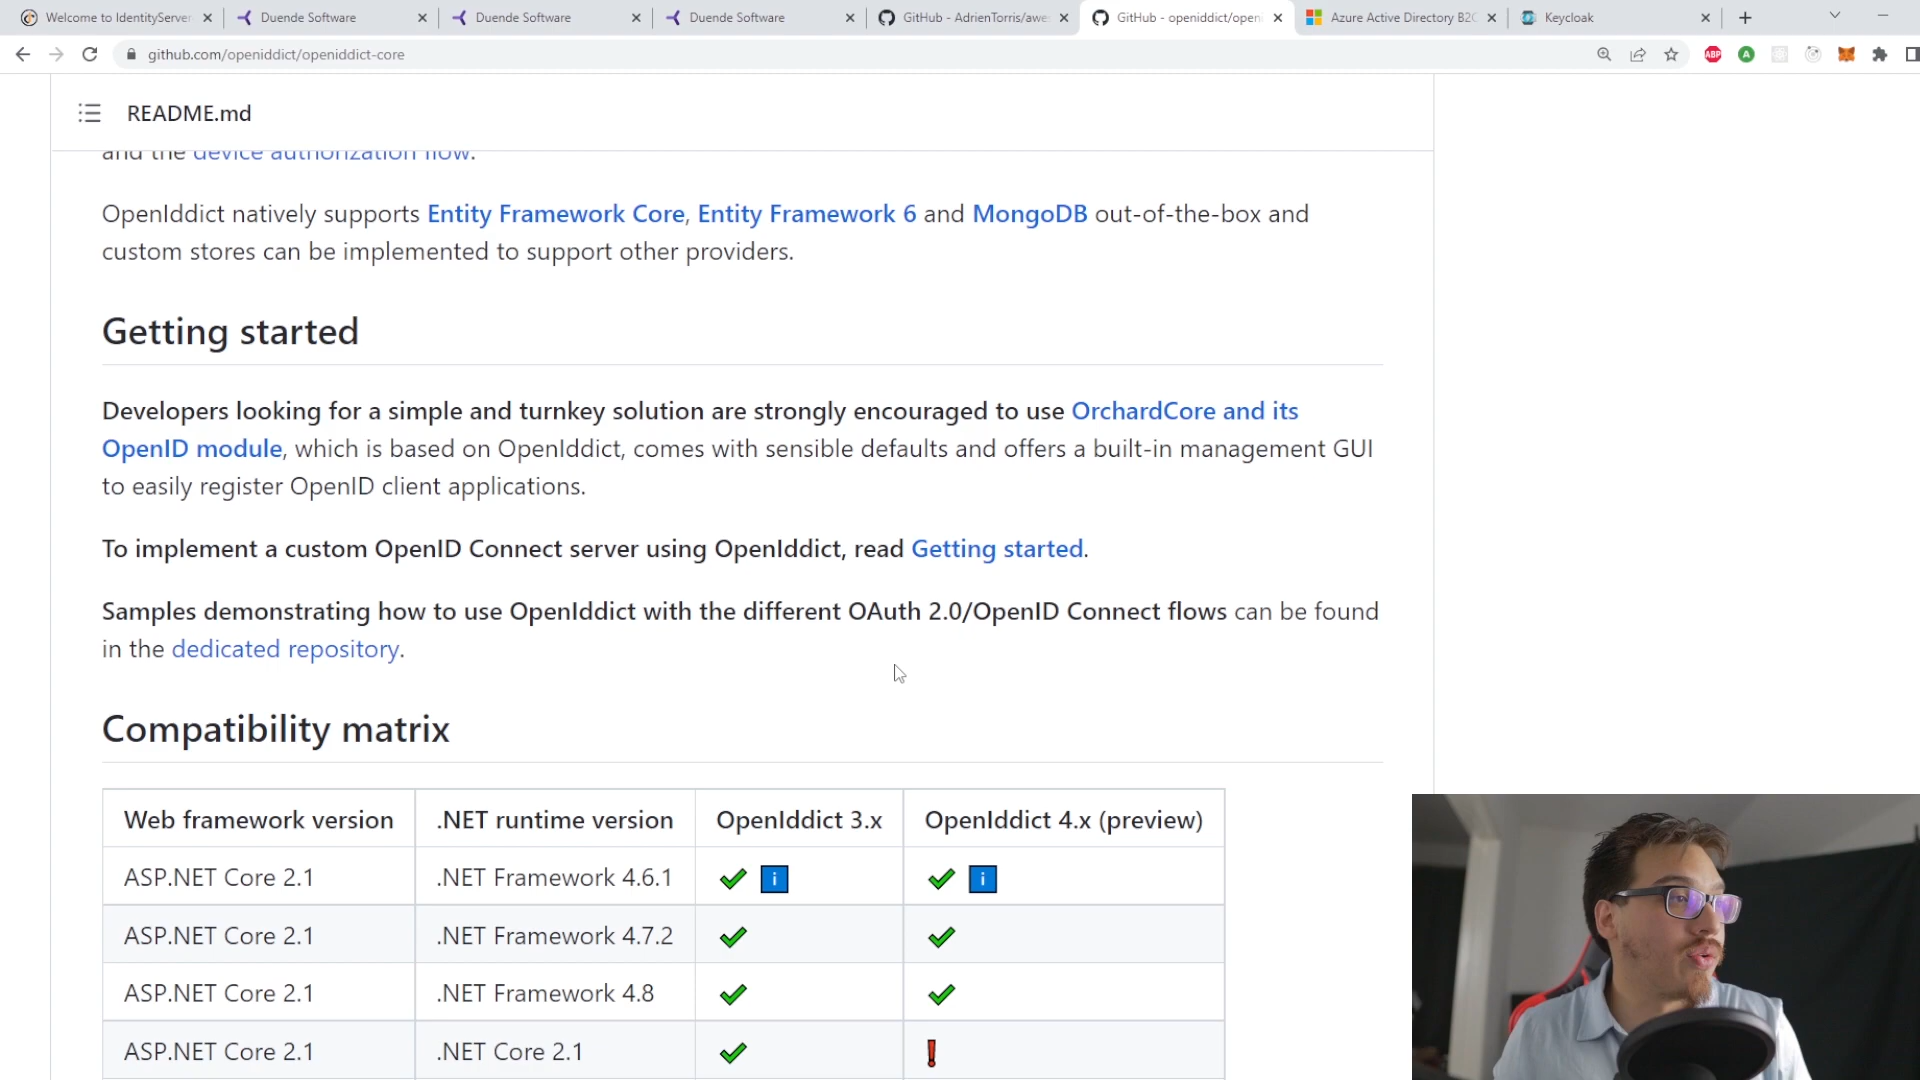 Welcome to IdentityServer
Duende Software
Duende Software
Duende Software
GitHub - AdrienTorris/awe
GitHub - openiddict/openi
Azure Active Directory B2C
Keycloak
github.com/openiddict/openiddict-core
ABP
A
README.md
and the device authorization flow.
OpenIddict natively supports Entity Framework Core, Entity Framework 6 and MongoDB out-of-the-box and
custom stores can be implemented to support other providers.
Getting started
Developers looking for a simple and turnkey solution are strongly encouraged to use OrchardCore and its
OpenID module, which is based on OpenIddict, comes with sensible defaults and offers a built-in management GUI
to easily register OpenID client applications.
To implement a custom OpenID Connect server using OpenIddict, read Getting started.
Samples demonstrating how to use OpenIddict with the different OAuth 2.0/OpenID Connect flows can be found
in the dedicated repository.
Compatibility matrix
Web framework version .NET runtime version OpenIddict 3.x OpenIddict 4.x (preview)
ASP.NET Core 2.1 .NET Framework 4.6.1 ✔ ℹ ✔ ℹ
ASP.NET Core 2.1 .NET Framework 4.7.2 ✔ ✔
ASP.NET Core 2.1 .NET Framework 4.8 ✔ ✔
ASP.NET Core 2.1 .NET Core 2.1 ✔ ❗